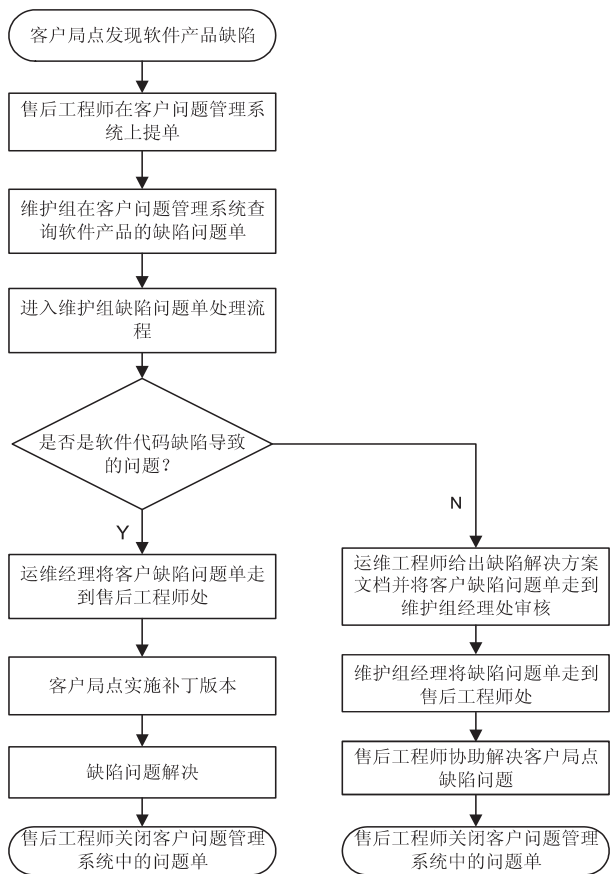 客户局点发现软件产品缺陷
售后工程师在客户问题管理系
统上提单
维护组在客户问题管理系统查
询软件产品的缺陷问题单
进入维护组缺陷问题单处理流
程
是否是软件代码缺陷导致
的问题?
Y
运维经理将客户缺陷问题单走
到售后工程师处
客户局点实施补丁版本
缺陷问题解决
售后工程师关闭客户问题管理
系统中的问题单
N
运维工程师给出缺陷解决方案
文档并将客户缺陷问题单走到
维护组经理处审核
维护组经理将缺陷问题单走到
售后工程师处
售后工程师协助解决客户局点
缺陷问题
售后工程师关闭客户问题管理
系统中的问题单